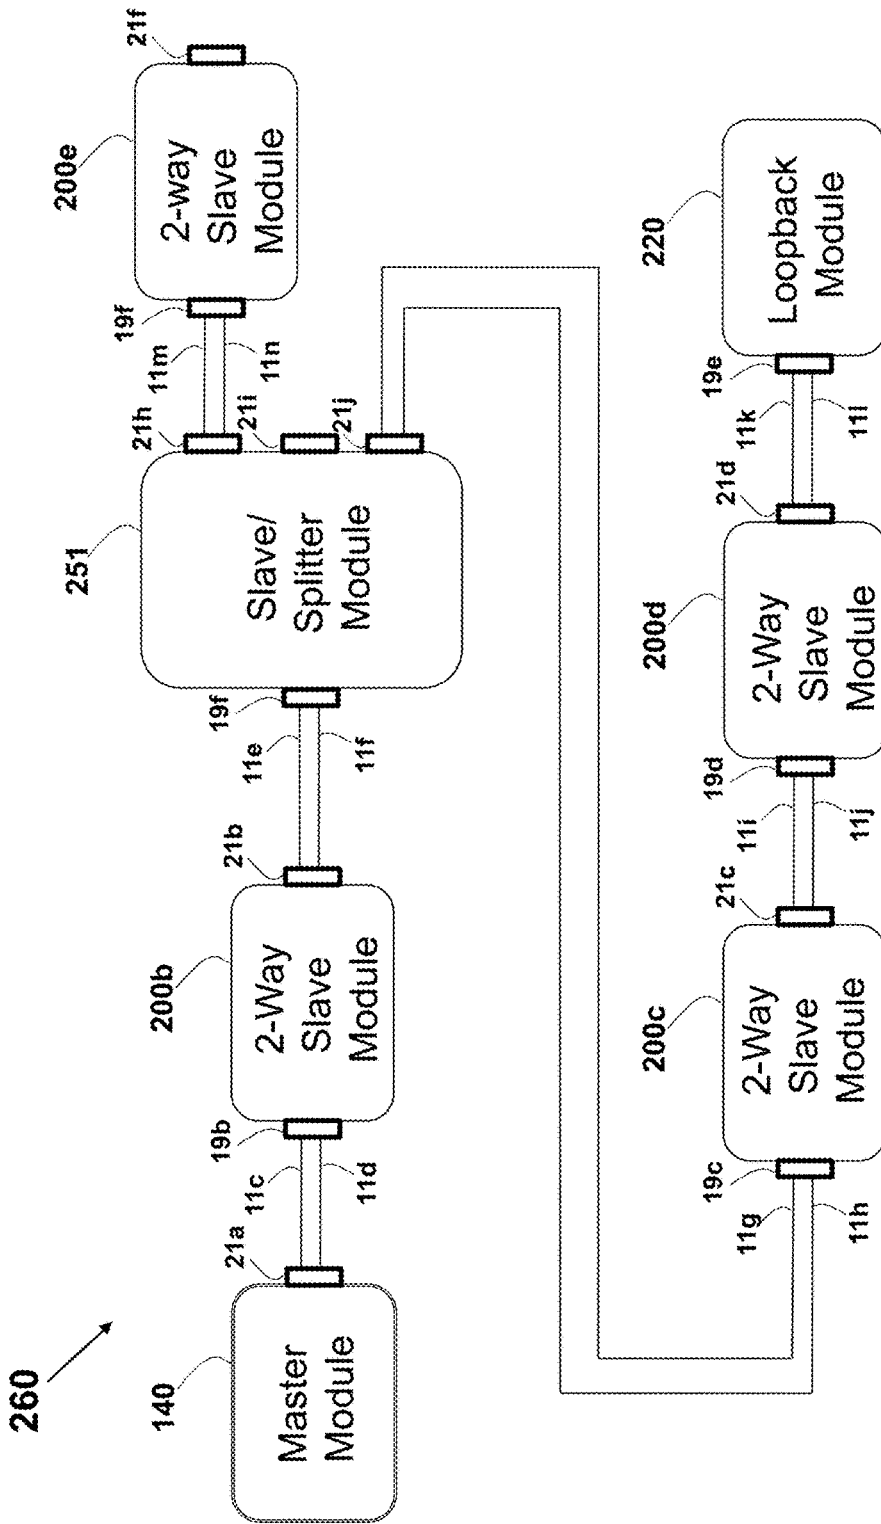 260
140
Master
Module
21a
11c
11d
19b
200b
2-Way
Slave
Module
21b
11e
11f
19f
251
Slave/
Splitter
Module
21h
21i
21j
11m
11n
19f
200e
2-way
Slave
Module
21f
11g
11h
19c
200c
2-Way
Slave
Module
21c
11i
11j
19d
200d
2-Way
Slave
Module
21d
11k
11l
19e
220
Loopback
Module